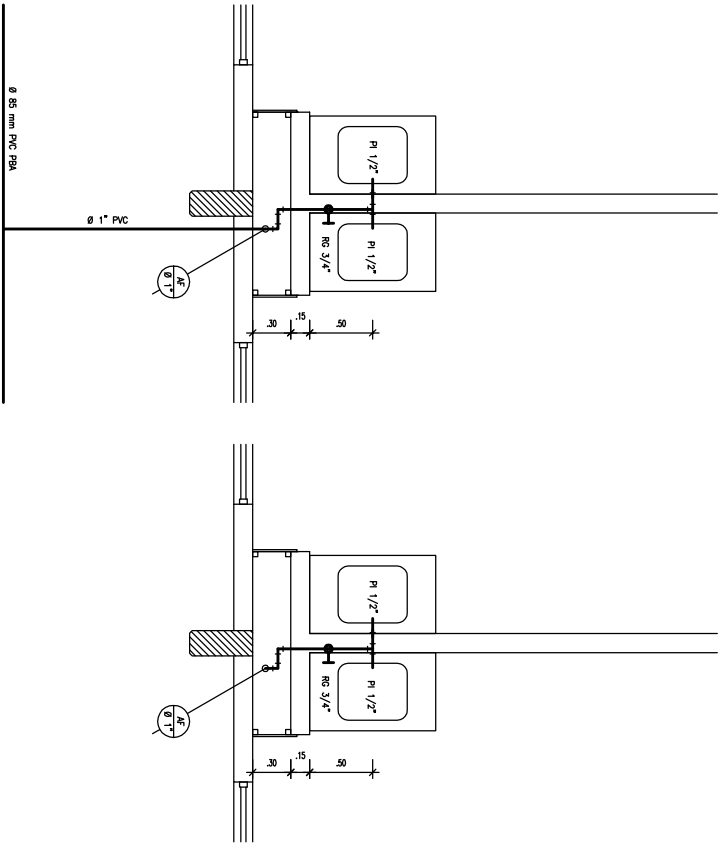 Ø 85 mm PVC PBA
Ø 1" PVC
PI 1/2"
PI 1/2"
RG 3/4"
AF
Ø 1"
.30
.15
.50
PI 1/2"
PI 1/2"
RG 3/4"
AF
Ø 1"
.30
.15
.50